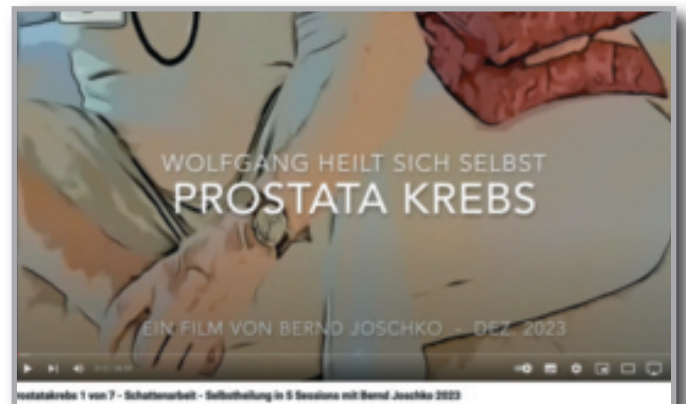 WOLFGANG HEILT SICH SELBST
PROSTATA KREBS
EIN FILM VON BERND JOSCHKO - DEZ. 2023
rostatakrebs 1 von 7 - Schattenarbeit - Selbstheilung in 5 Sessions mit Bernd Joschko 2023